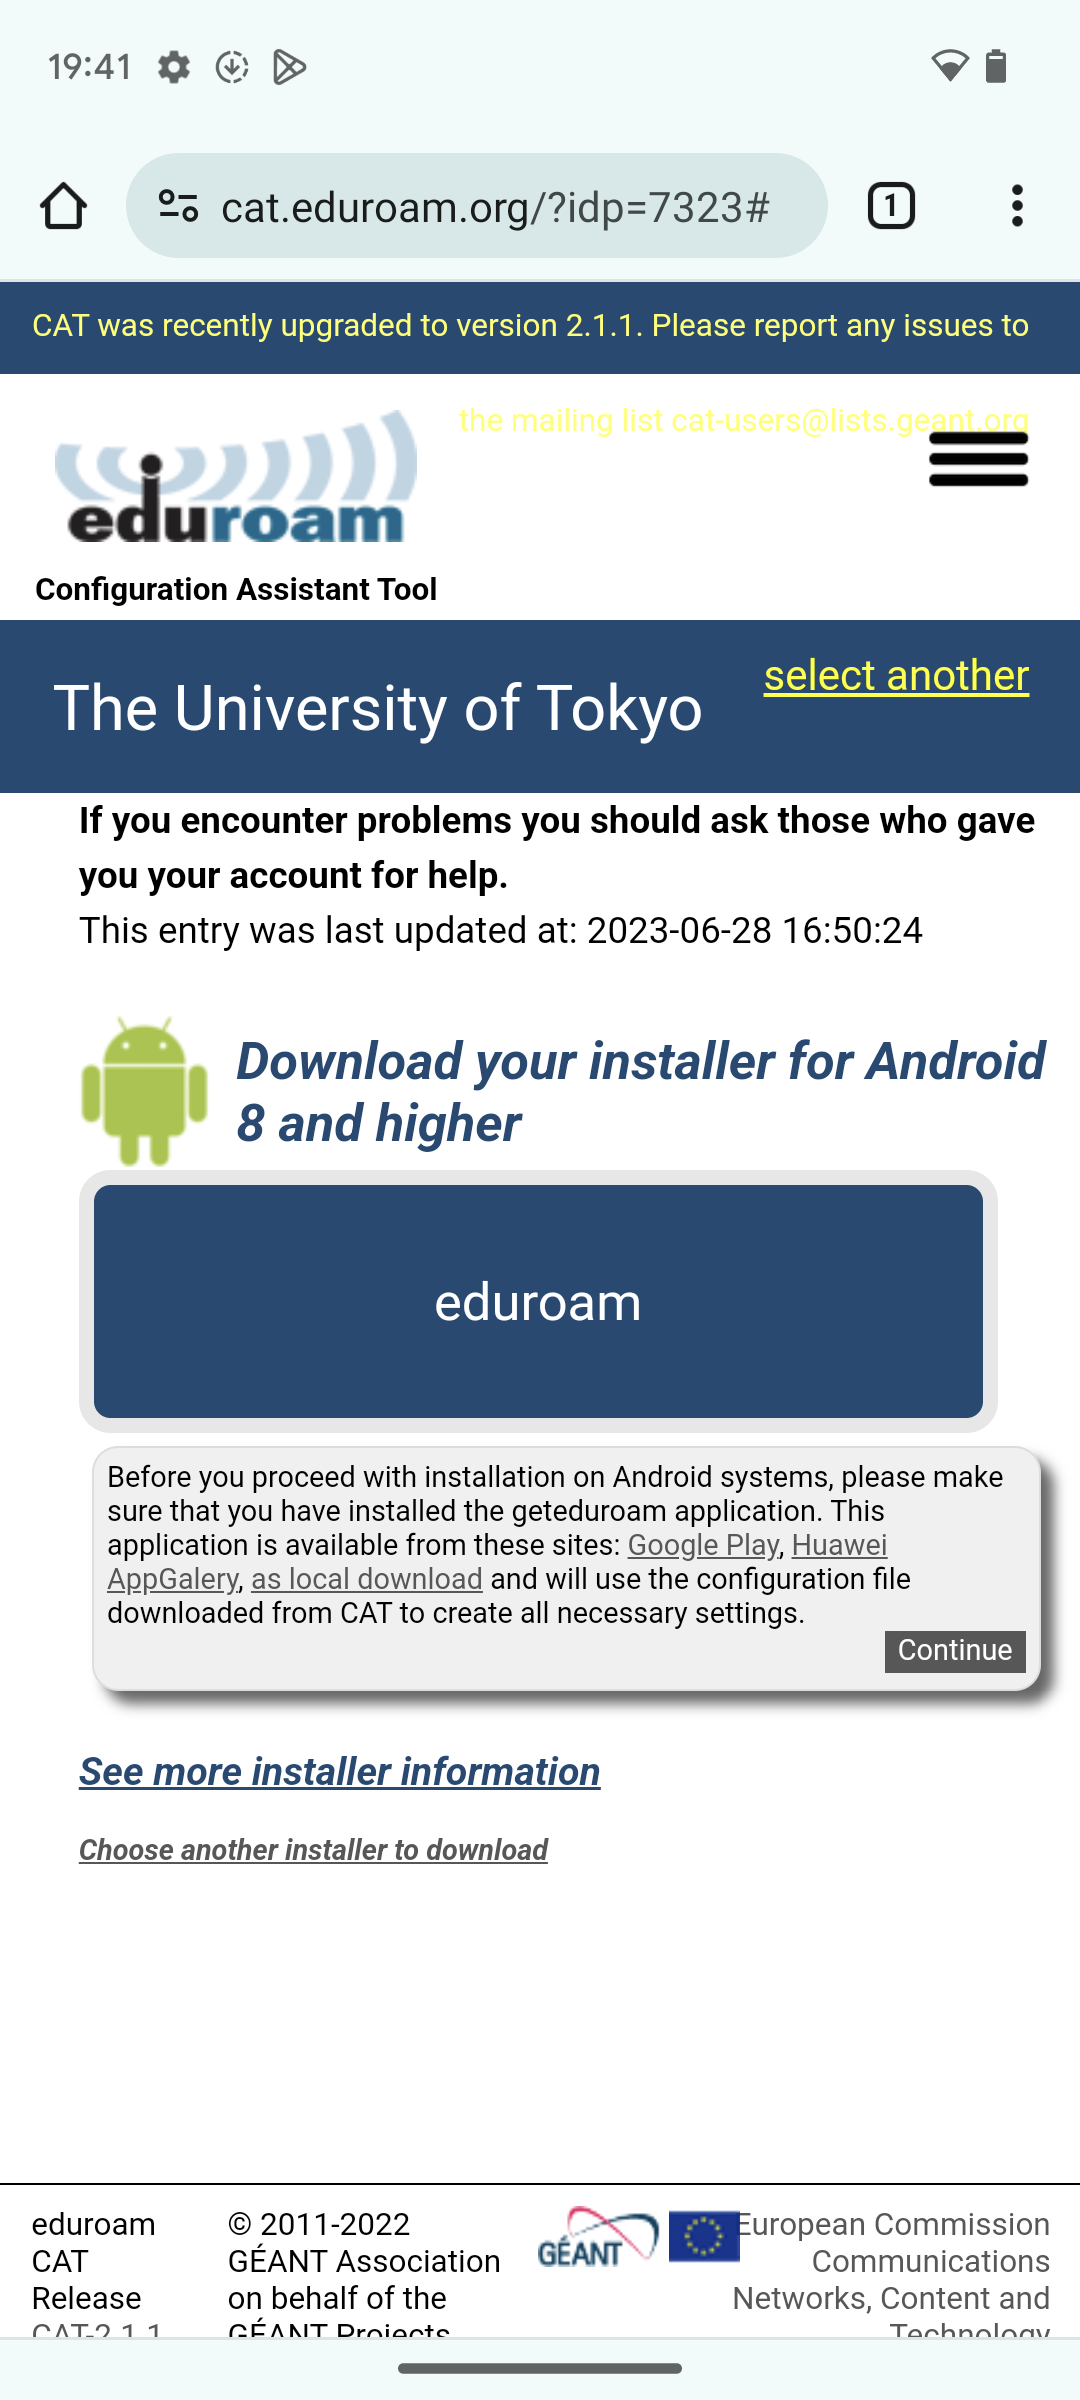 19:41
cat.eduroam.org/?idp=7323#
1
CAT was recently upgraded to version 2.1.1. Please report any issues to
the mailing list cat-users@lists.geant.org
eduroam
Configuration Assistant Tool
The University of Tokyo
select another
If you encounter problems you should ask those who gave
you your account for help.
This entry was last updated at: 2023-06-28 16:50:24
Download your installer for Android
8 and higher
eduroam
Before you proceed with installation on Android systems, please make
sure that you have installed the geteduroam application. This
application is available from these sites: Google Play, Huawei
AppGalery, as local download and will use the configuration file
downloaded from CAT to create all necessary settings.
Continue
See more installer information
Choose another installer to download
eduroam
CAT
Release
CAT-2.1.1
© 2011-2022
GÉANT Association
on behalf of the
GÉANT Projects
GÉANT
European Commission
Communications
Networks, Content and
Technology